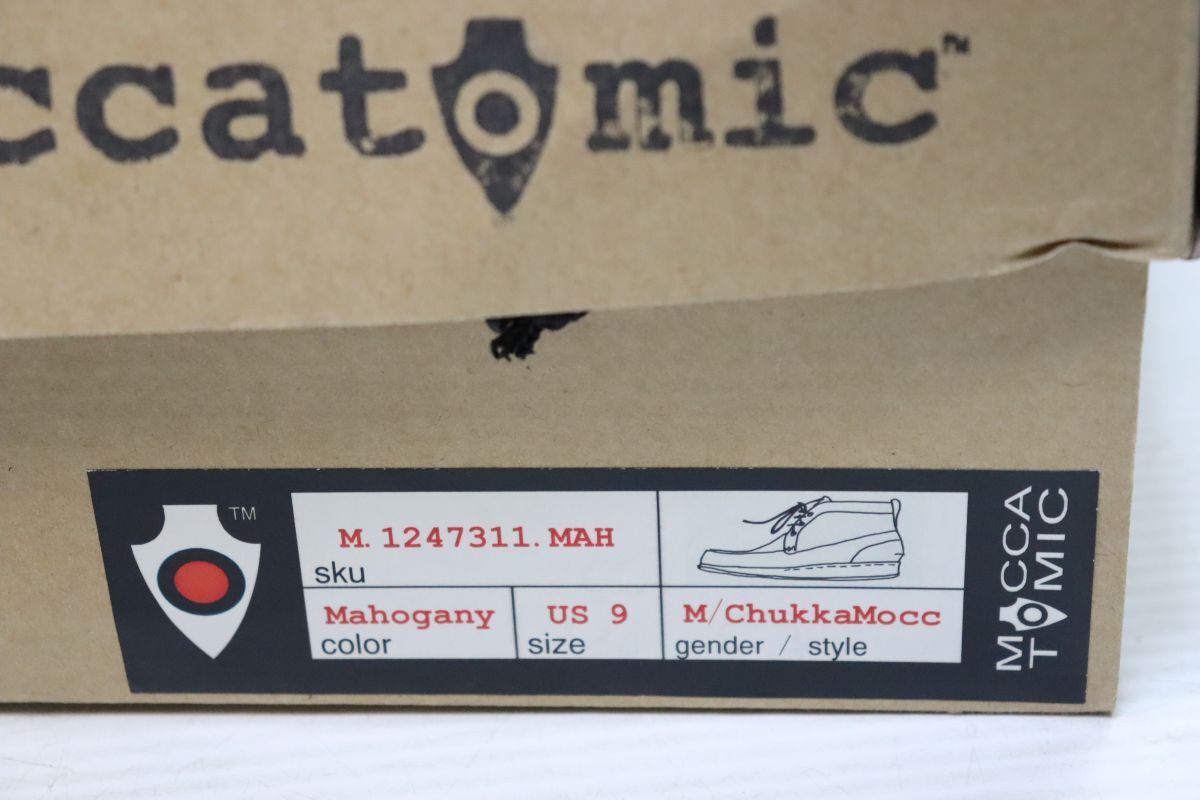 ccatomic™
TM
M.1247311.MAH
sku
Mahogany
color
US 9
size
M/ChukkaMocc
gender / style
MOCCA
TOMIC